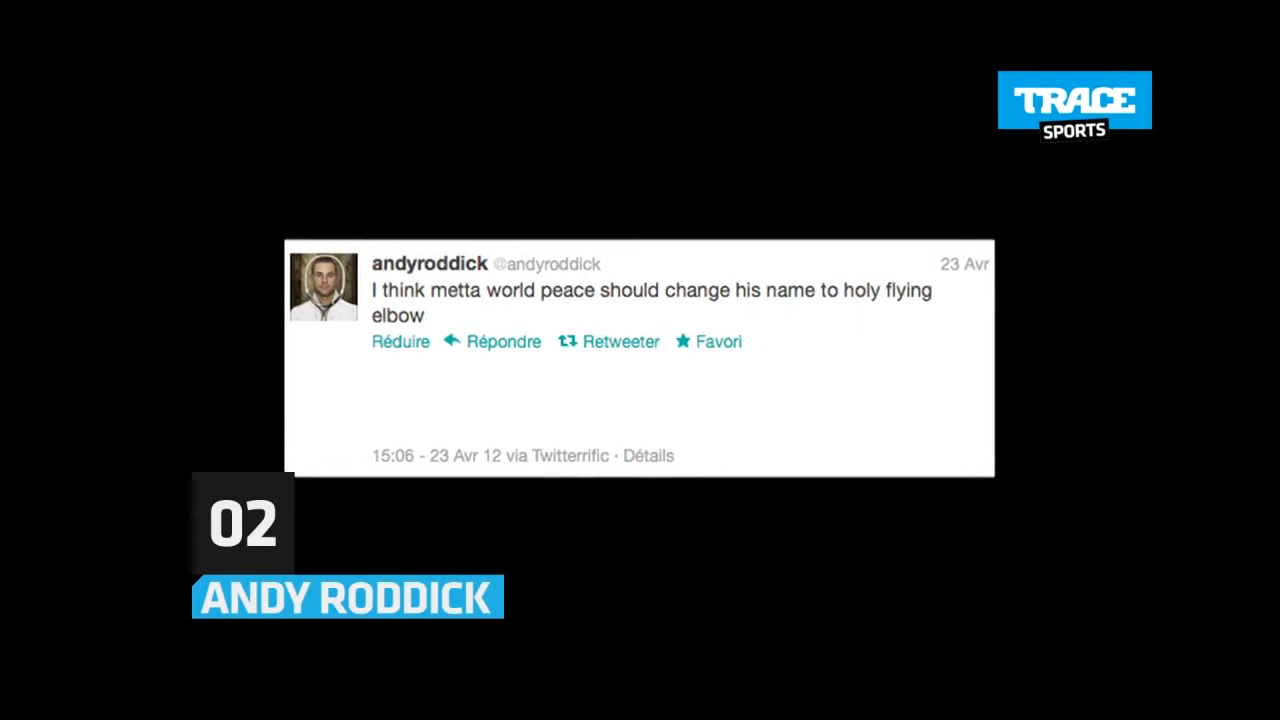 TRACE
SPORTS
andyroddick @andyroddick 23 Avr
I think metta world peace should change his name to holy flying
elbow
Réduire Répondre Retweeter Favori
15:06 - 23 Avr 12 via Twitterrific · Détails
02
ANDY RODDICK